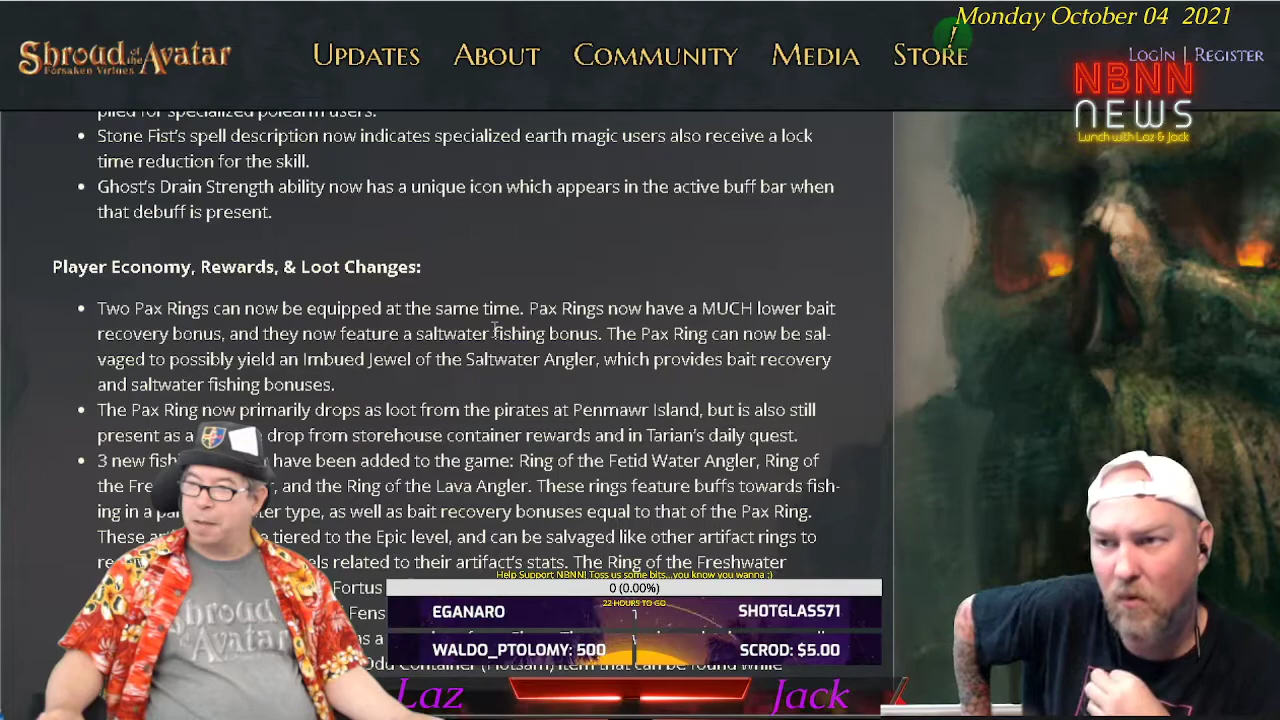 Monday October 04 2021
Shroud of the Avatar
Forsaken Virtues
Updates About Community Media Store
!
LogIn | Register
NBNN
NEWS
Lunch with Laz & Jack
plied for specialized polearm users.
Stone Fist's spell description now indicates specialized earth magic users also receive a lock
time reduction for the skill.
Ghost's Drain Strength ability now has a unique icon which appears in the active buff bar when
that debuff is present.
Player Economy, Rewards, & Loot Changes:
Two Pax Rings can now be equipped at the same time. Pax Rings now have a MUCH lower bait
recovery bonus, and they now feature a saltwater fishing bonus. The Pax Ring can now be sal-
vaged to possibly yield an Imbued Jewel of the Saltwater Angler, which provides bait recovery
and saltwater fishing bonuses.
The Pax Ring now primarily drops as loot from the pirates at Penmawr Island, but is also still
present as a drop from storehouse container rewards and in Tarian's daily quest.
3 new have been added to the game: Ring of the Fetid Water Angler, Ring of
the , and the Ring of the Lava Angler. These rings feature buffs towards fish-
ing in a type, as well as bait recovery bonuses equal to that of the Pax Ring.
These tiered to the Epic level, and can be salvaged like other artifact rings to
related to their artifact's stats. The Ring of the Freshwater
Fortus
Help Support NBNN! Toss us some bits...you know you wanna :)
0 (0.00%)
22 HOURS TO GO
EGANARO SHOTGLASS71
WALDO_PTOLOMY: 500 SCROD: $5.00
Odd Container (Flotsam) item that can be found while
Shroud
of the
Avatar
Laz Jack